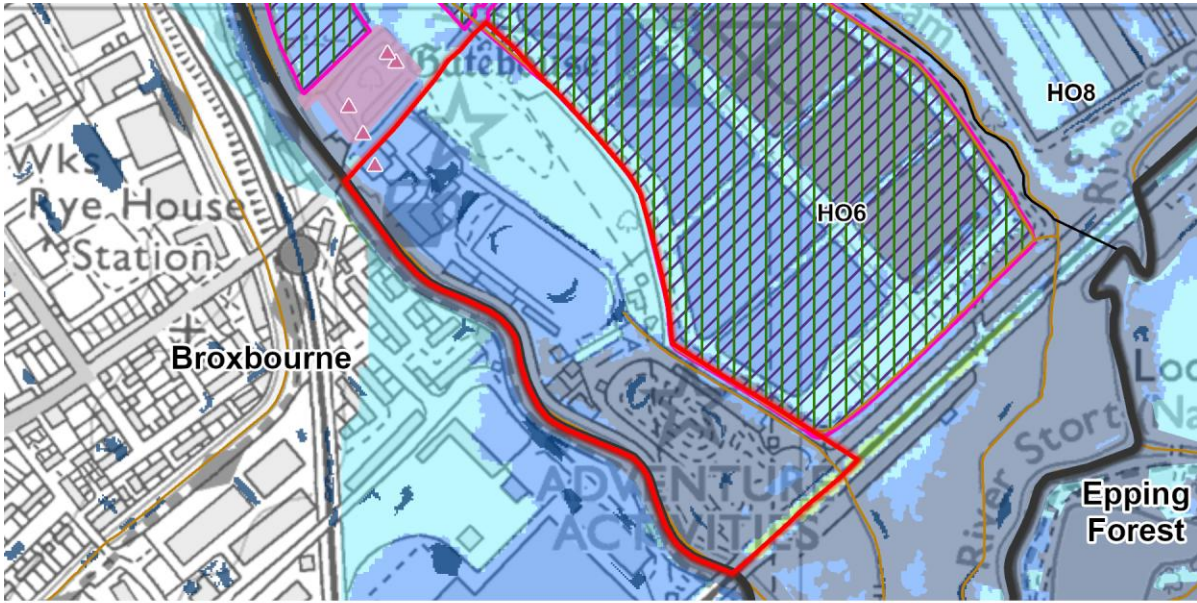 Gatehouse
HO8
Wks
Rye House
Station
HO6
Broxbourne
ADVENTURE
ACTIVITIES
River Stort
Epping
Forest